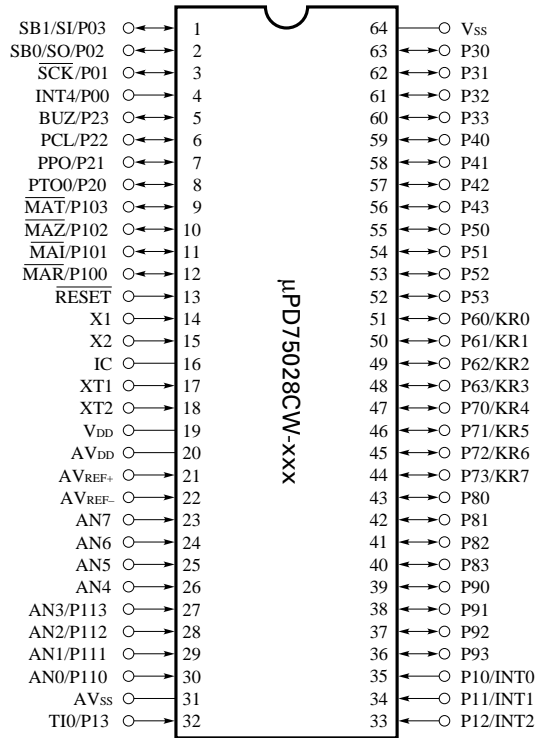 SB1/SI/P03 1 64 VSS
SB0/SO/P02 2 63 P30
SCK/P01 3 62 P31
INT4/P00 4 61 P32
BUZ/P23 5 60 P33
PCL/P22 6 59 P40
PPO/P21 7 58 P41
PTO0/P20 8 57 P42
MAT/P103 9 56 P43
MAZ/P102 10 55 P50
MAI/P101 11 54 P51
MAR/P100 12 53 P52
RESET 13 52 P53
X1 14 51 P60/KR0
X2 15 50 P61/KR1
IC 16 49 P62/KR2
XT1 17 48 P63/KR3
XT2 18 47 P70/KR4
VDD 19 46 P71/KR5
AVDD 20 45 P72/KR6
AVREF+ 21 44 P73/KR7
AVREF– 22 43 P80
AN7 23 42 P81
AN6 24 41 P82
AN5 25 40 P83
AN4 26 39 P90
AN3/P113 27 38 P91
AN2/P112 28 37 P92
AN1/P111 29 36 P93
AN0/P110 30 35 P10/INT0
AVSS 31 34 P11/INT1
TI0/P13 32 33 P12/INT2
µPD75028CW-xxx